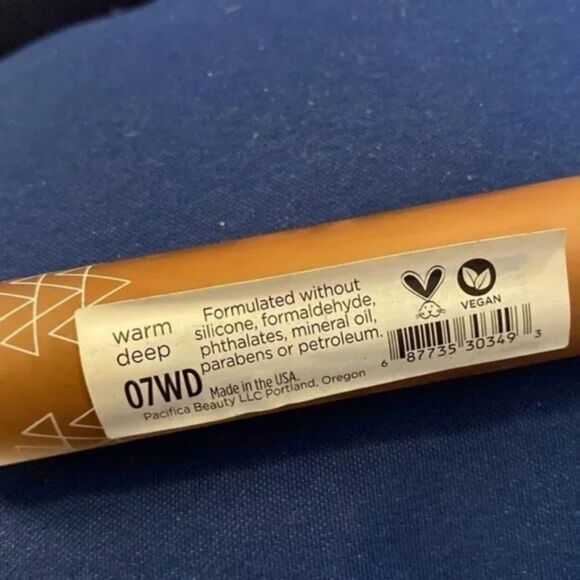 warm
deep
07WD
Formulated without
silicone, formaldehyde,
phthalates, mineral oil,
parabens or petroleum.
Made in the USA.
Pacifica Beauty LLC Portland, Oregon
VEGAN
6 87735 30349 3